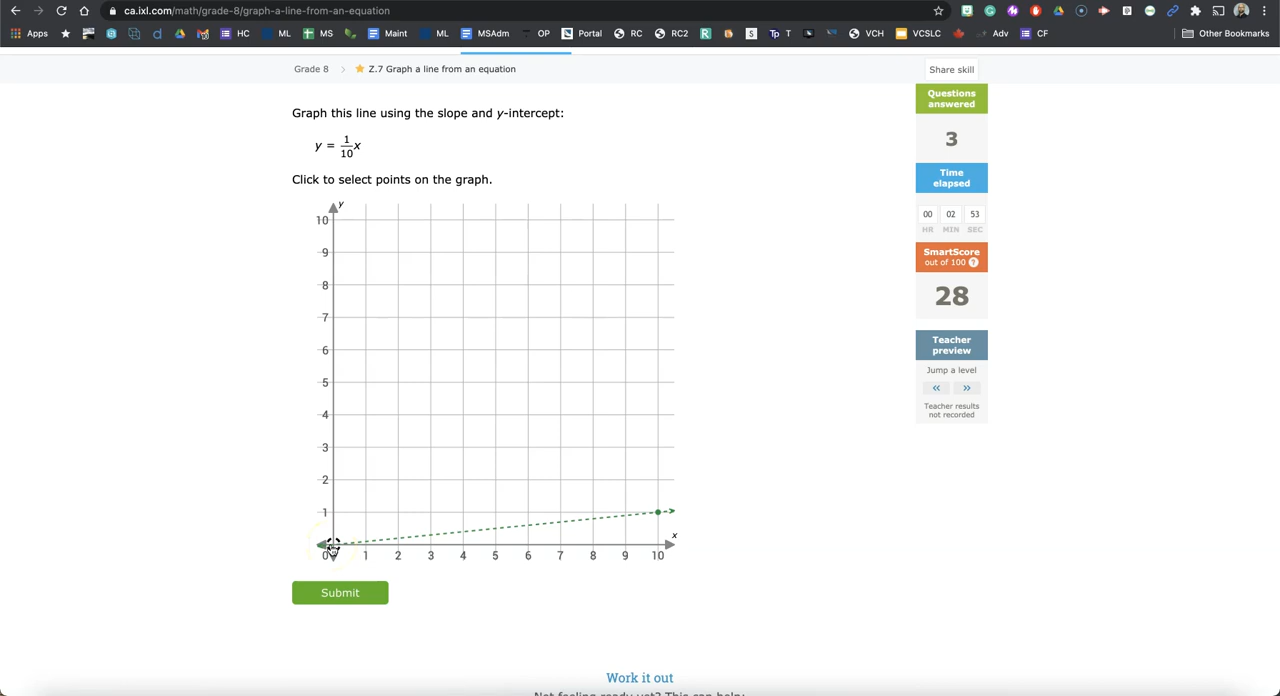 ca.ixl.com/math/grade-8/graph-a-line-from-an-equation
Apps HC ML MS Maint ML MSAdm OP Portal RC RC2 T VCH VCSLC Adv CF Other Bookmarks
Grade 8 > Z.7 Graph a line from an equation
Share skill
Graph this line using the slope and y-intercept:
y = 1/10 x
Click to select points on the graph.
y
10
9
8
7
6
5
4
3
2
1
x
0 1 2 3 4 5 6 7 8 9 10
Submit
Work it out
Questions
answered
3
Time
elapsed
00 02 53
HR MIN SEC
SmartScore
out of 100 ?
28
Teacher
preview
Jump a level
« »
Teacher results
not recorded